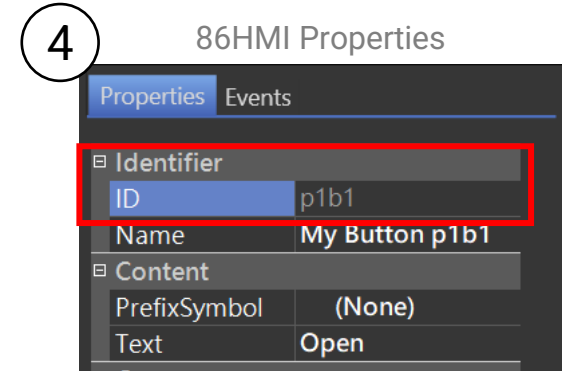 4
86HMI Properties
Properties Events
Identifier
ID p1b1
Name My Button p1b1
Content
PrefixSymbol (None)
Text Open